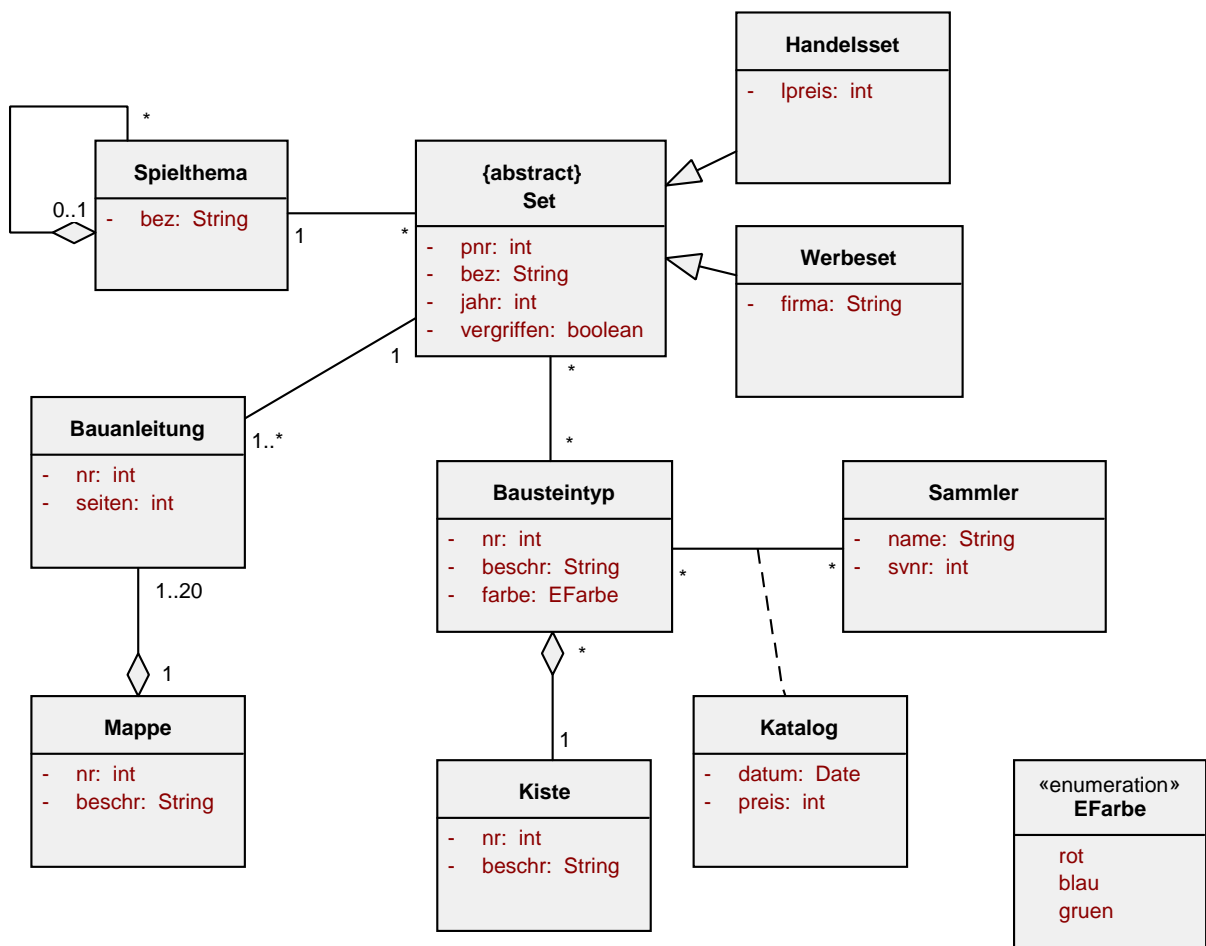 Handelsset
- lpreis: int
*
Spielthema
0..1
- bez: String
1
*
{abstract}
Set
- pnr: int
- bez: String
- jahr: int
- vergriffen: boolean
Werbeset
- firma: String
1
*
Bauanleitung
1..*
- nr: int
- seiten: int
*
Bausteintyp
- nr: int
- beschr: String
- farbe: EFarbe
*
*
Sammler
- name: String
- svnr: int
1..20
1
*
Mappe
- nr: int
- beschr: String
1
Kiste
- nr: int
- beschr: String
Katalog
- datum: Date
- preis: int
«enumeration»
EFarbe
rot
blau
gruen